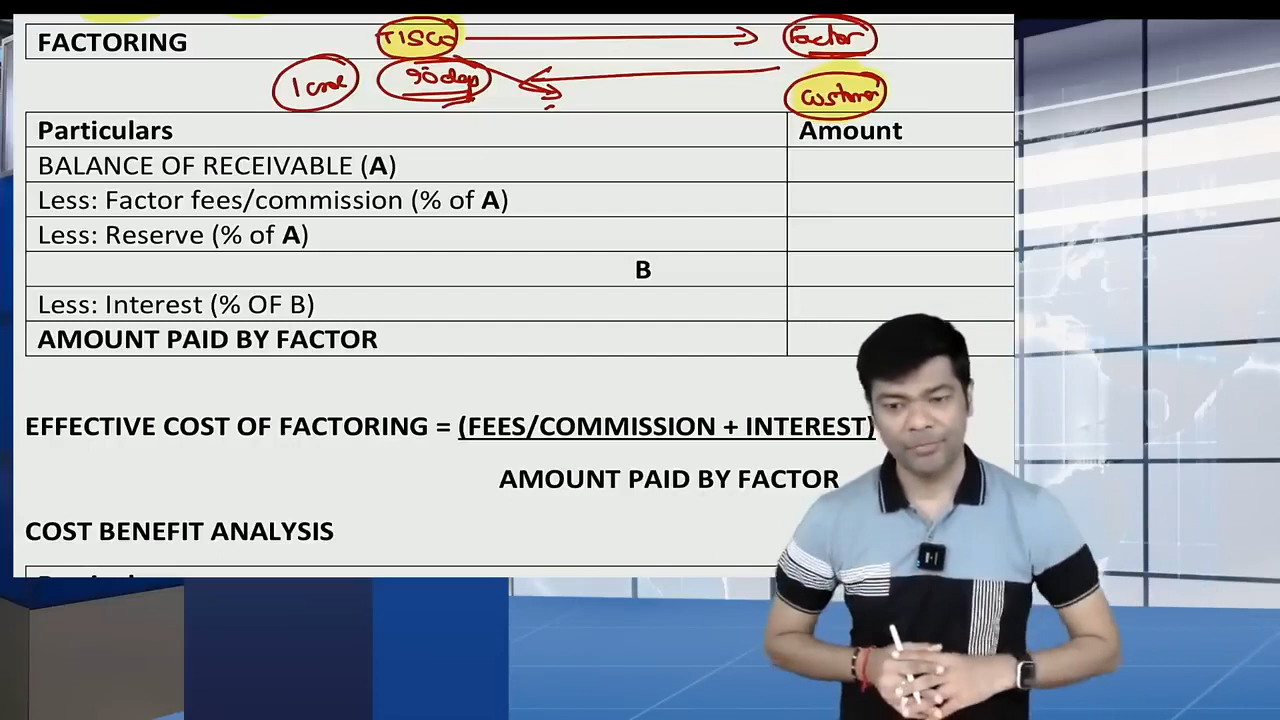 FACTORING TISCO Factor
1 crore 90 days
customer
Particulars Amount
BALANCE OF RECEIVABLE (A)
Less: Factor fees/commission (% of A)
Less: Reserve (% of A)
B
Less: Interest (% OF B)
AMOUNT PAID BY FACTOR
EFFECTIVE COST OF FACTORING = (FEES/COMMISSION + INTEREST)
AMOUNT PAID BY FACTOR
COST BENEFIT ANALYSIS